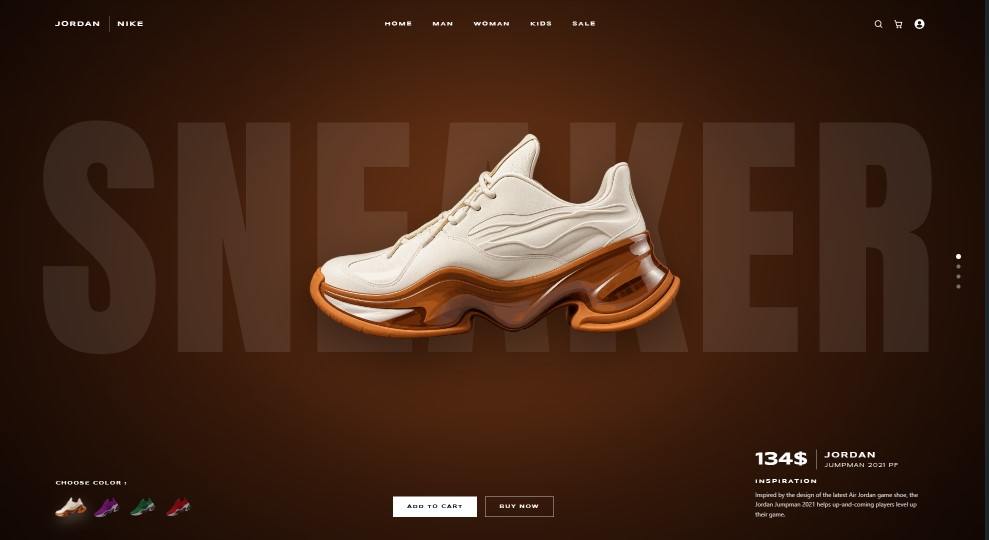 JORDAN NIKE
HOME MAN WOMAN KIDS SALE
SNEAKER
134$ JORDAN
JUMPMAN 2021 PF
INSPIRATION
Inspired by the design of the latest Air Jordan game shoe, the
Jordan Jumpman 2021 helps up-and-coming players level up
their game.
CHOOSE COLOR :
ADD TO CART BUY NOW